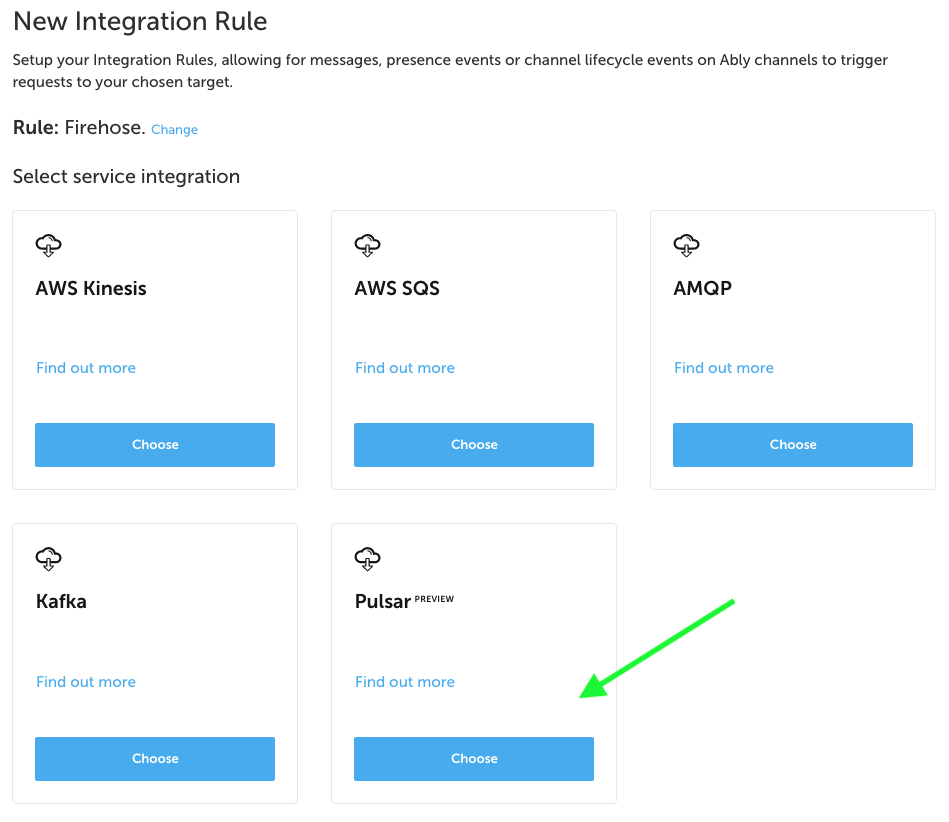 New Integration Rule
Setup your Integration Rules, allowing for messages, presence events or channel lifecycle events on Ably channels to trigger
requests to your chosen target.
Rule: Firehose. Change
Select service integration
AWS Kinesis
Find out more
Choose
AWS SQS
Find out more
Choose
AMQP
Find out more
Choose
Kafka
Find out more
Choose
Pulsar PREVIEW
Find out more
Choose